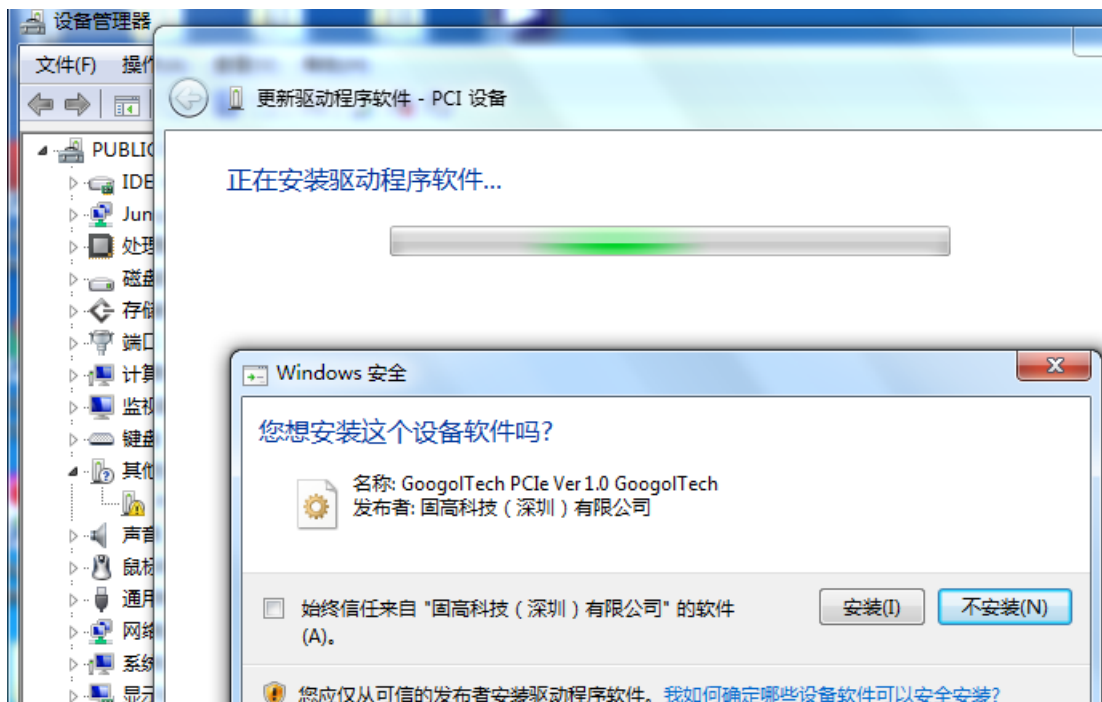 设备管理器
文件(F)
更新驱动程序软件 - PCI 设备
PUBLIC
IDE
Jun
处理
磁盘
存储
端口
计算
监视
键盘
其他
声音
鼠标
通用
网络
系统
显示
正在安装驱动程序软件...
Windows 安全
您想安装这个设备软件吗?
名称: GoogolTech PCIe Ver 1.0 GoogolTech
发布者: 固高科技（深圳）有限公司
始终信任来自 "固高科技（深圳）有限公司" 的软件
(A)。
安装(I) 不安装(N)
您应仅从可信的发布者安装驱动程序软件。我如何确定哪些设备软件可以安全安装?